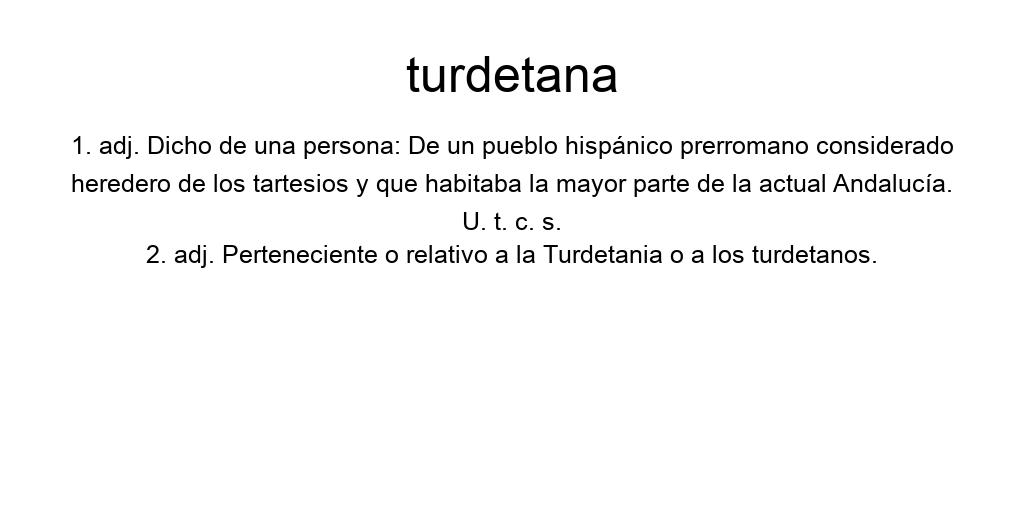 turdetana
1. adj. Dicho de una persona: De un pueblo hispánico prerromano considerado
heredero de los tartesios y que habitaba la mayor parte de la actual Andalucía.
U. t. c. s.
2. adj. Perteneciente o relativo a la Turdetania o a los turdetanos.